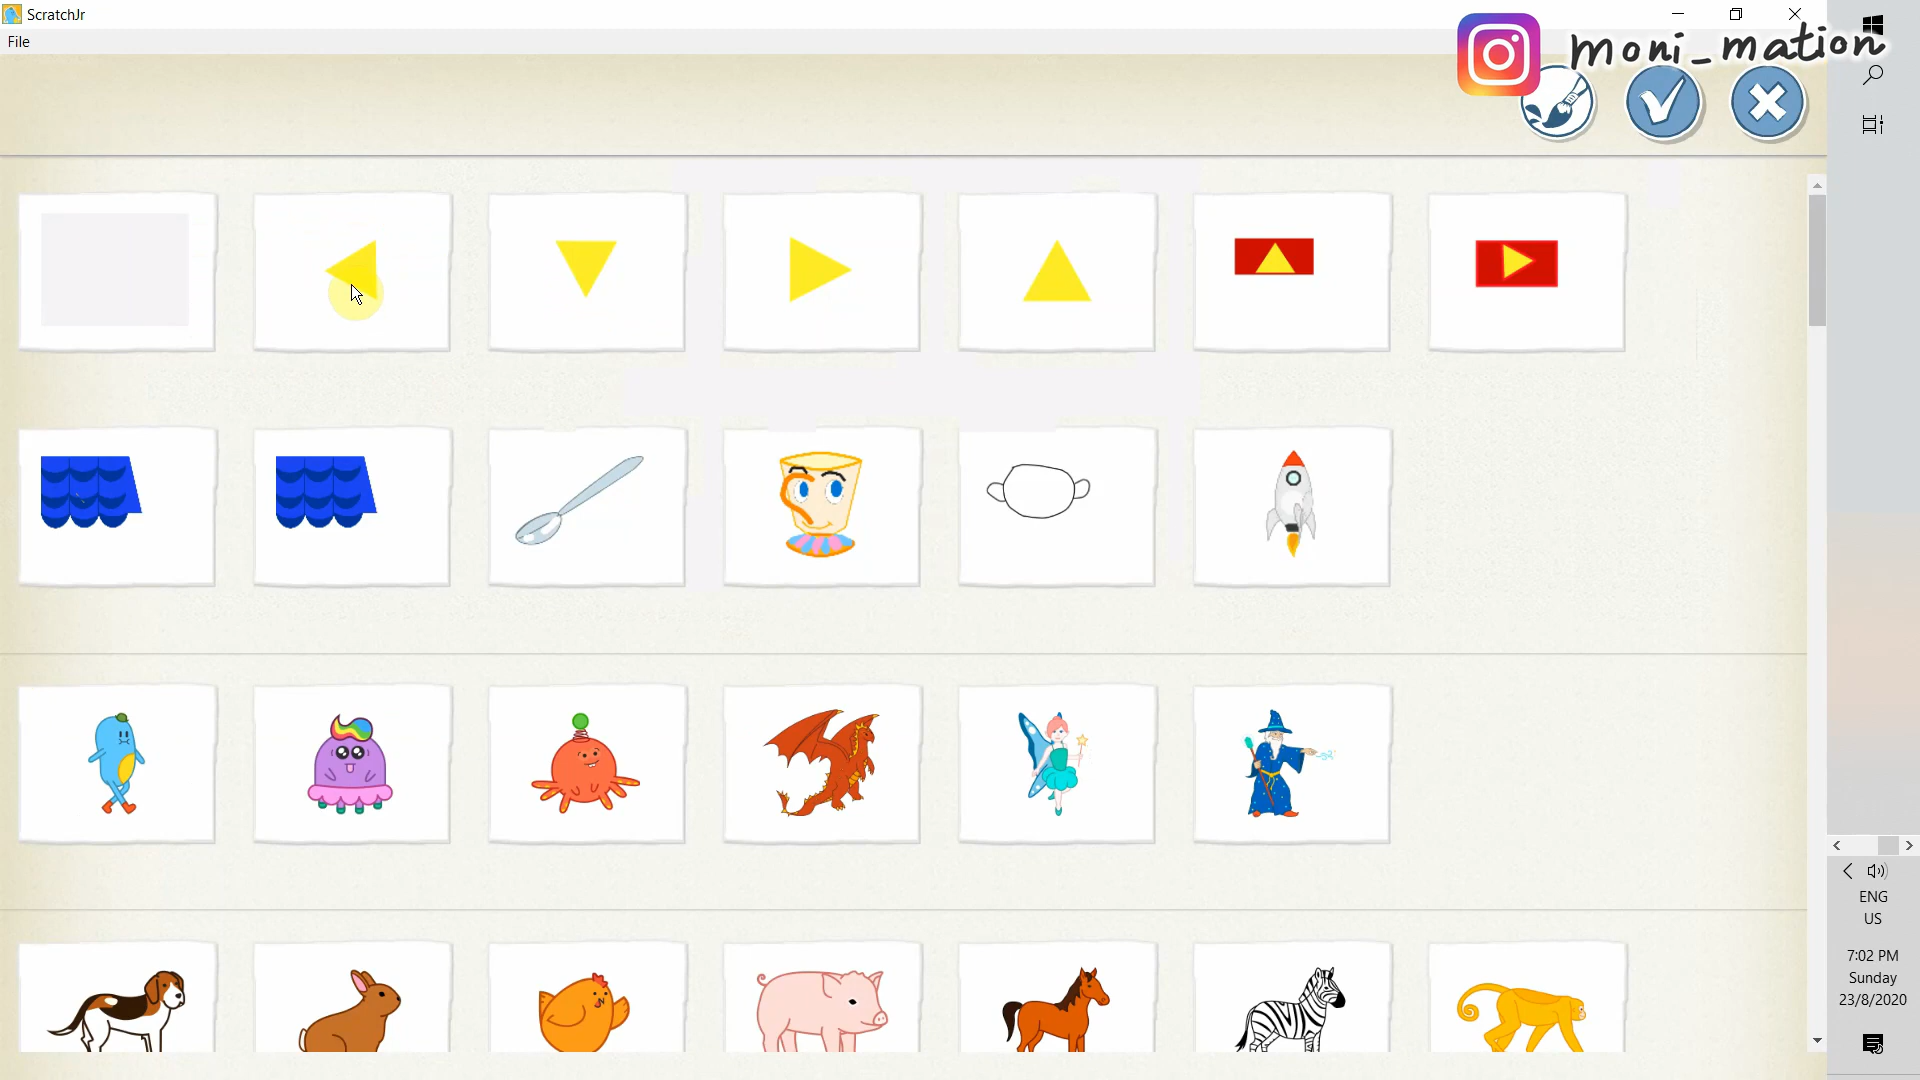 ScratchJr
File
moni_mation
ENG
US
7:02 PM
Sunday
23/8/2020